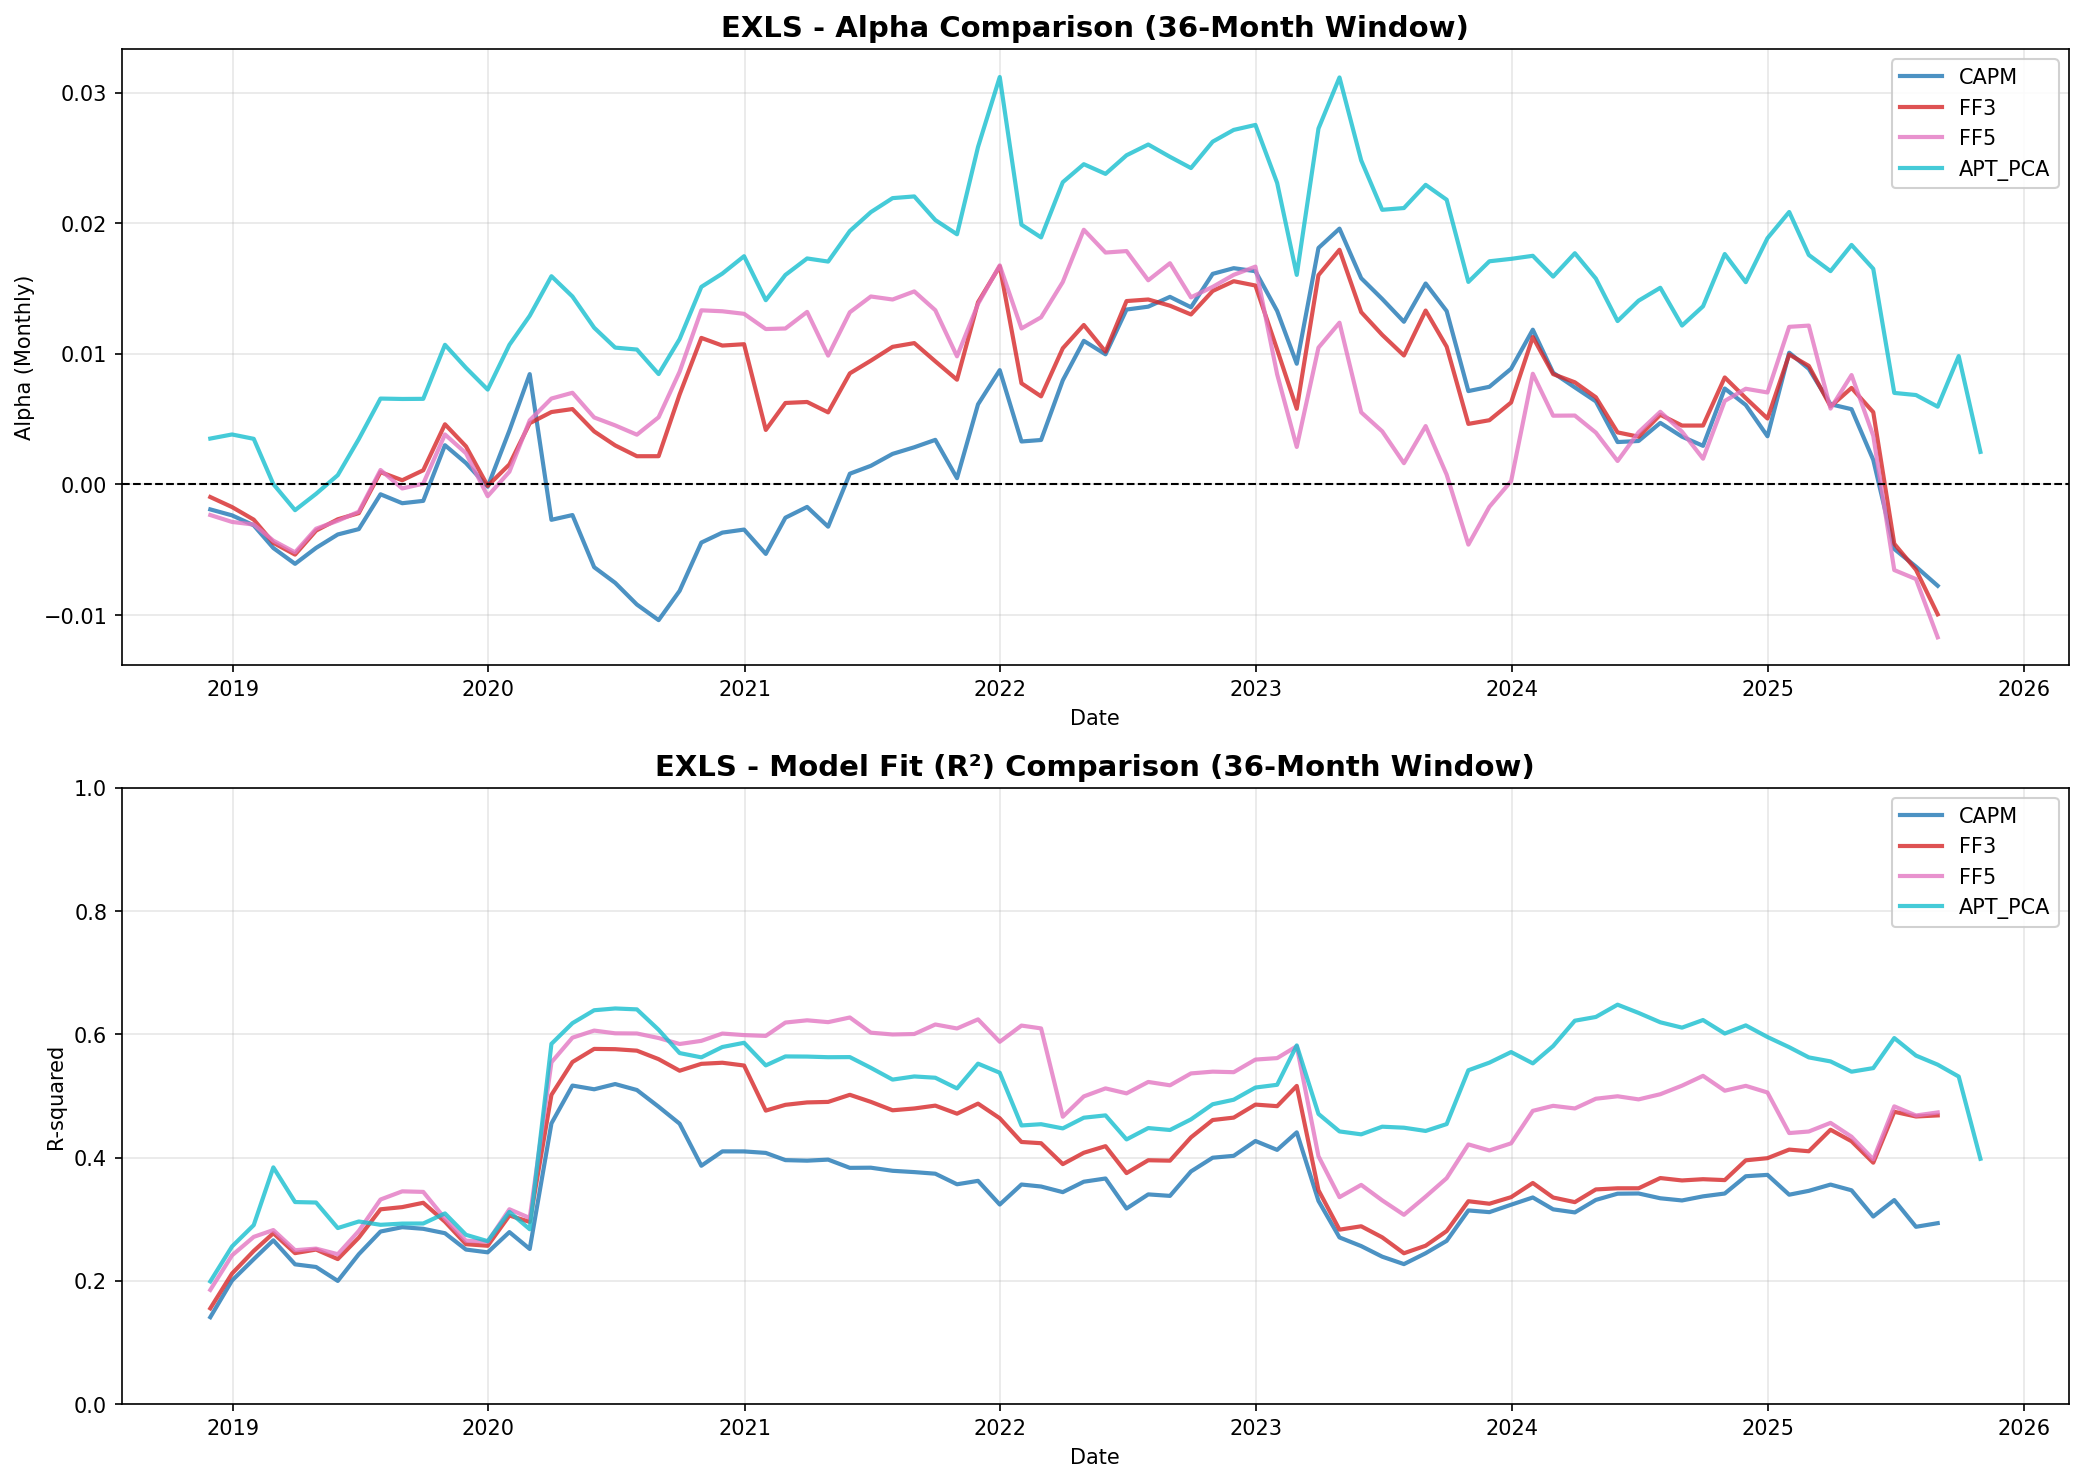 EXLS - Alpha Comparison (36-Month Window)
Alpha (Monthly)
0.03
0.02
0.01
0.00
−0.01
CAPM
FF3
FF5
APT_PCA
2019 2020 2021 2022 2023 2024 2025 2026
Date
EXLS - Model Fit (R²) Comparison (36-Month Window)
R-squared
1.0
0.8
0.6
0.4
0.2
0.0
CAPM
FF3
FF5
APT_PCA
2019 2020 2021 2022 2023 2024 2025 2026
Date